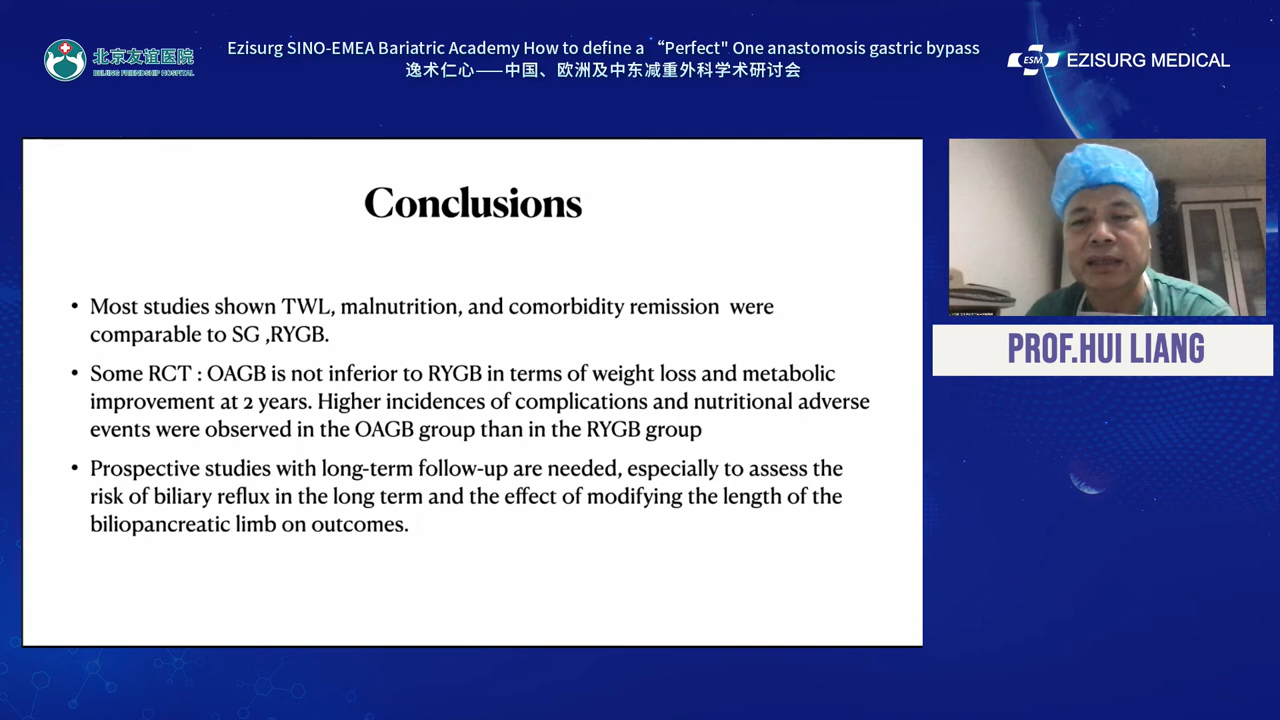 北京友谊医院
BEIJING FRIENDSHIP HOSPITAL
Ezisurg SINO-EMEA Bariatric Academy How to define a “Perfect" One anastomosis gastric bypass
逸术仁心——中国、欧洲及中东减重外科学术研讨会
ESM
EZISURG MEDICAL
Conclusions
• Most studies shown TWL, malnutrition, and comorbidity remission were
comparable to SG ,RYGB.
• Some RCT : OAGB is not inferior to RYGB in terms of weight loss and metabolic
improvement at 2 years. Higher incidences of complications and nutritional adverse
events were observed in the OAGB group than in the RYGB group
• Prospective studies with long-term follow-up are needed, especially to assess the
risk of biliary reflux in the long term and the effect of modifying the length of the
biliopancreatic limb on outcomes.
PROF.HUI LIANG